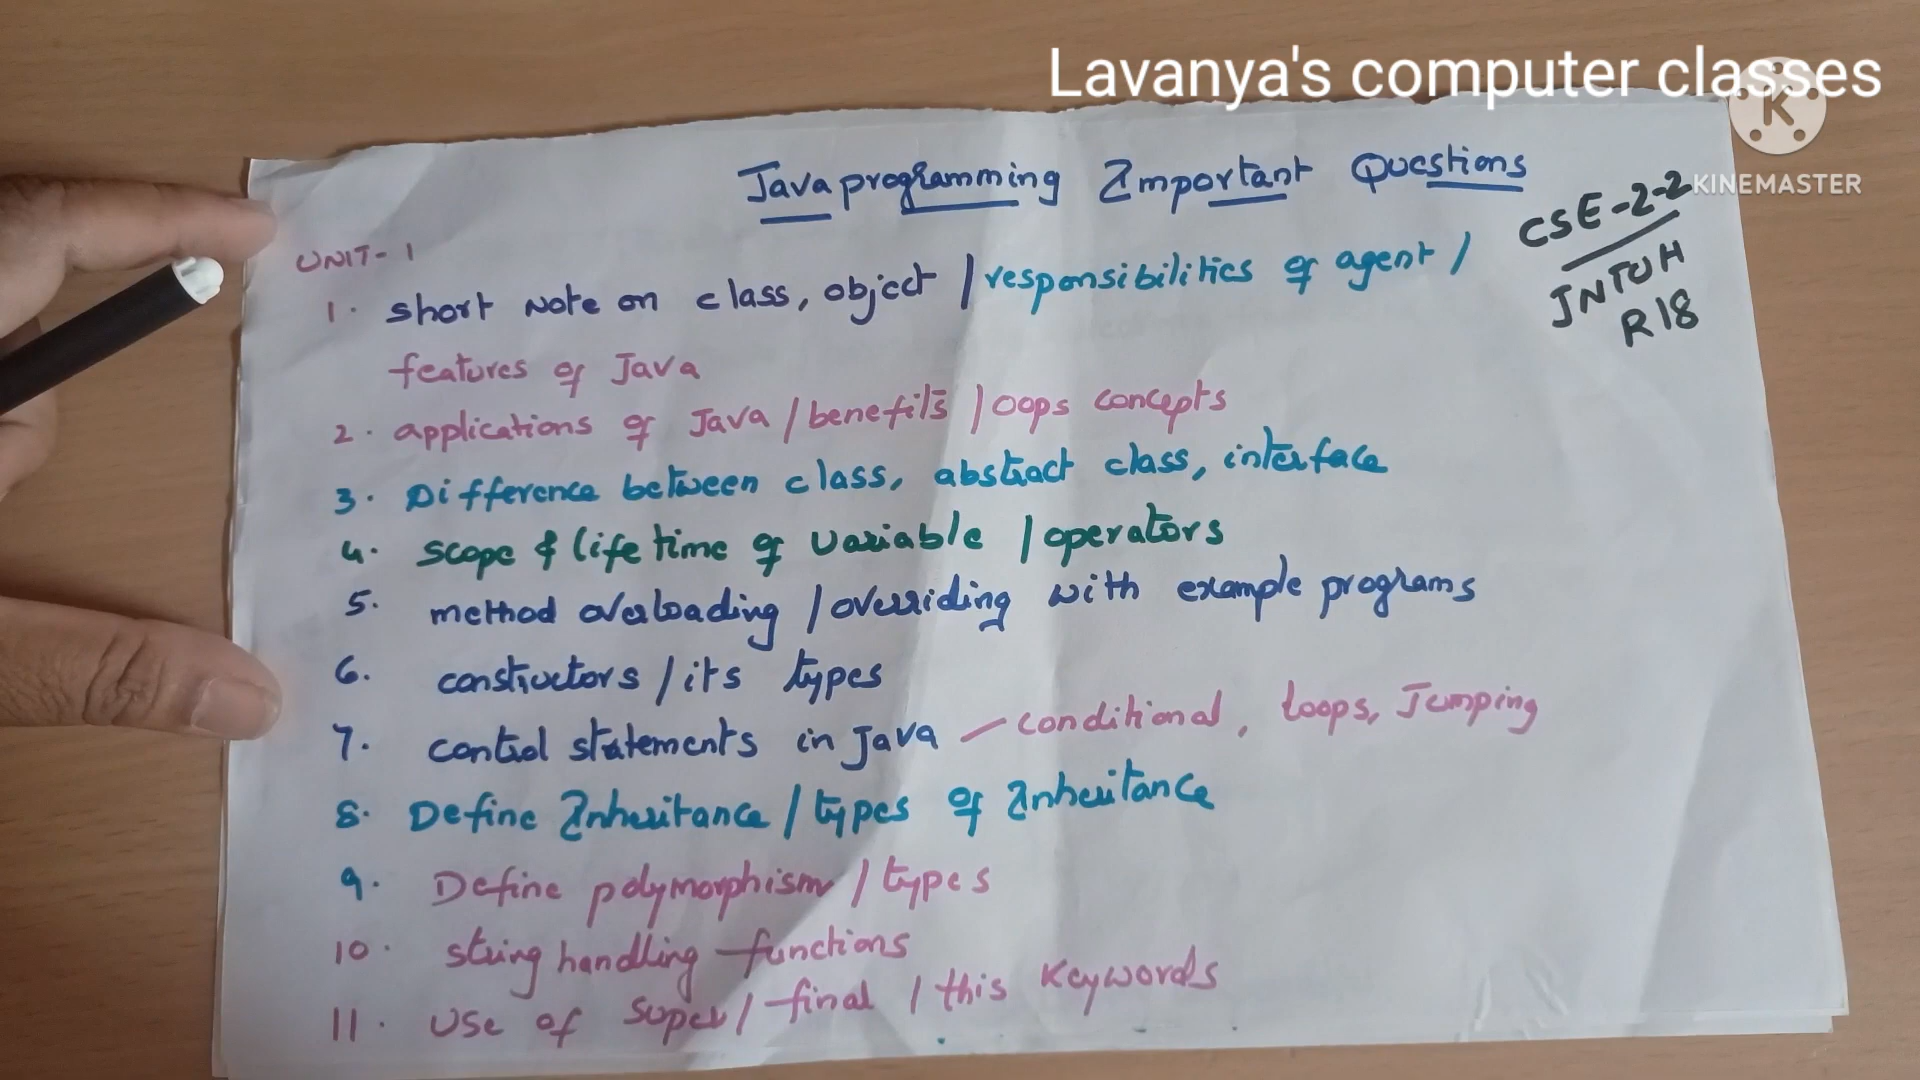 Lavanya's computer classes
K
KINEMASTER
Java programming Important Questions
CSE-2-2
JNTUH
R18
UNIT-1
1. short note on class, object / responsibilities of agent /
features of Java
2. applications of Java / benefits / oops concepts
3. Difference between class, abstract class, interface
4. scope & life time of variable / operators
5. method overloading / overriding with example programs
6. constructors / its types
7. control statements in Java - conditional, loops, Jumping
8. Define Inheritance / types of Inheritance
9. Define polymorphism / types
10. string handling functions
11. use of super / final / this keywords